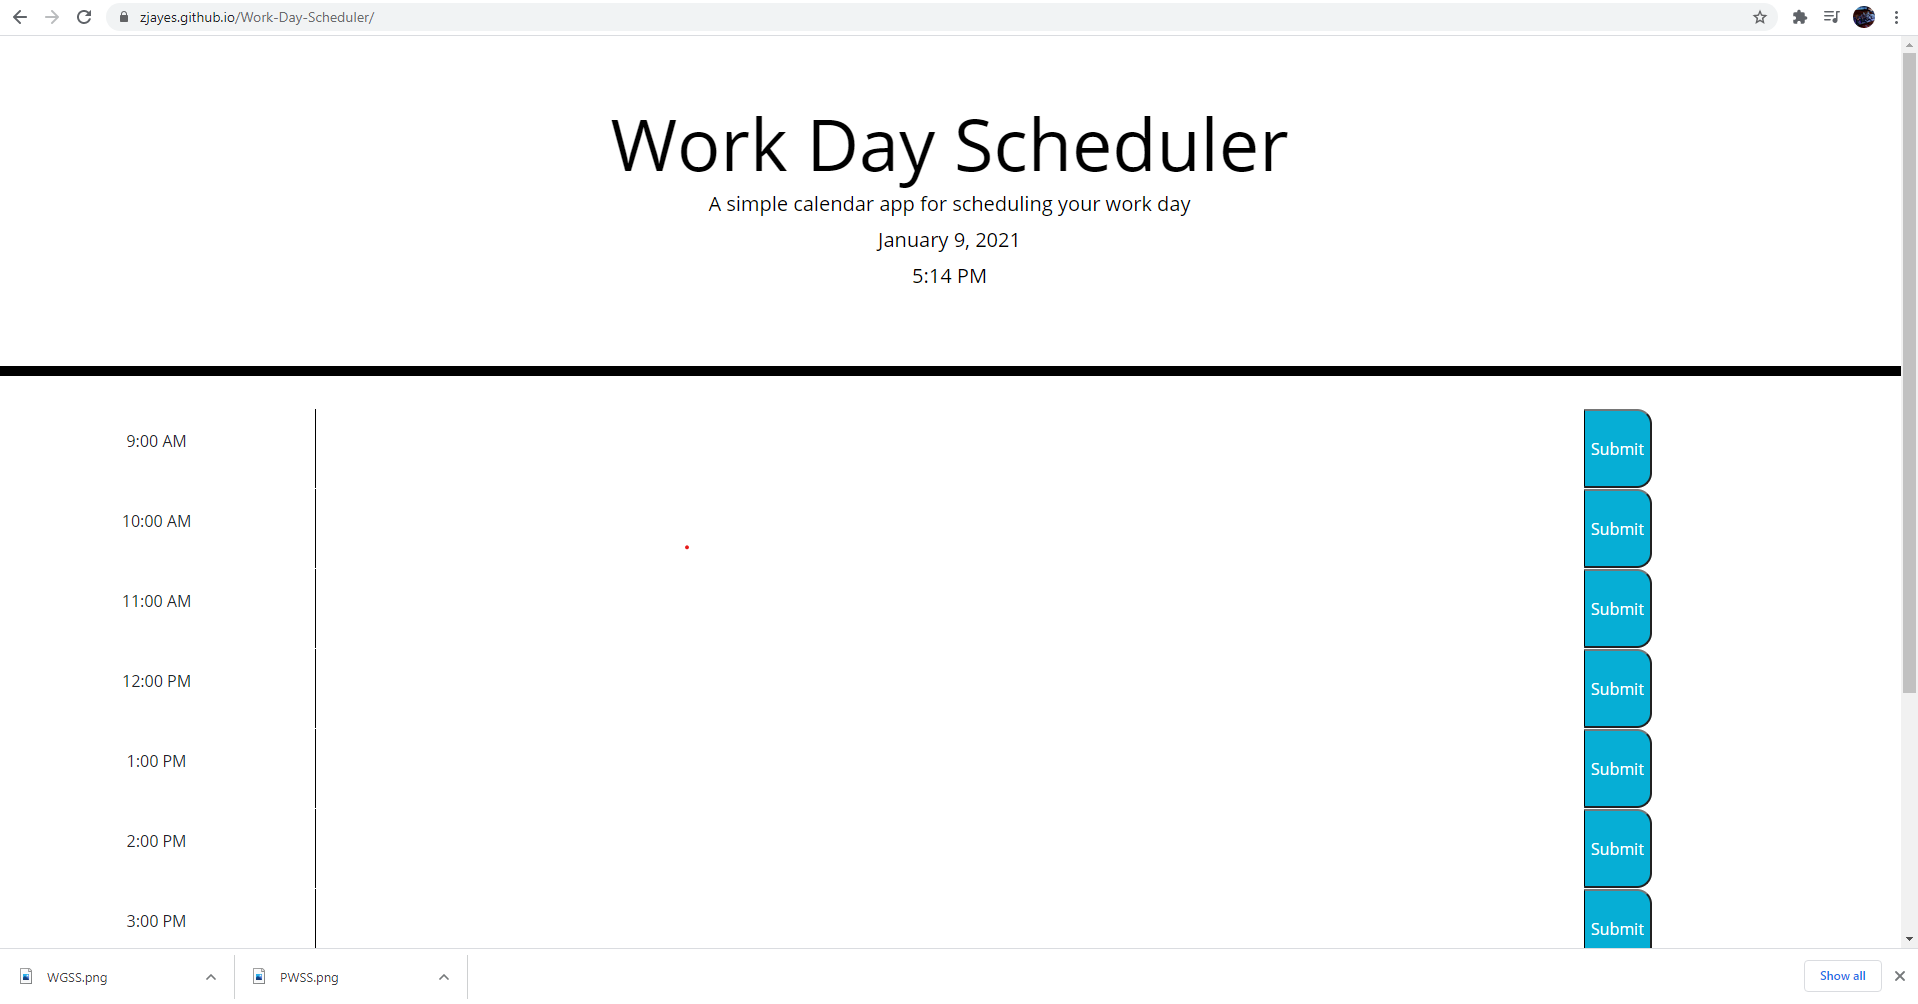 zjayes.github.io/Work-Day-Scheduler/
Work Day Scheduler
A simple calendar app for scheduling your work day
January 9, 2021
5:14 PM
9:00 AM Submit
10:00 AM Submit
11:00 AM Submit
12:00 PM Submit
1:00 PM Submit
2:00 PM Submit
3:00 PM Submit
WGSS.png PWSS.png Show all